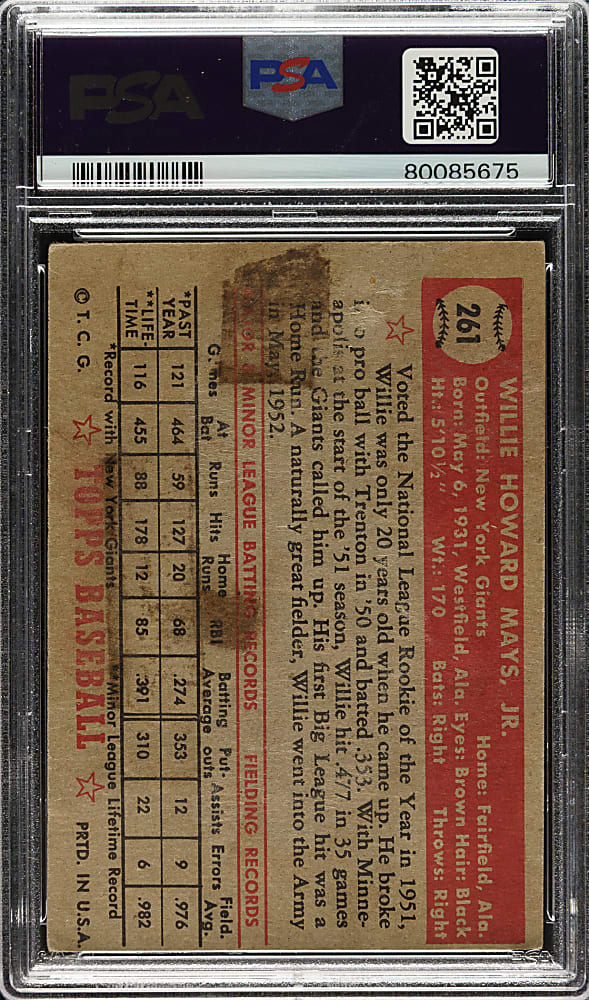 PSA
PSA
80085675
261
WILLIE HOWARD MAYS, JR.
Outfield: New York Giants Home: Fairfield, Ala.
Born: May 6, 1931, Westfield, Ala. Eyes: Brown Hair: Black
Ht.: 5'10½" Wt.: 170 Bats: Right Throws: Right
Voted the National League Rookie of the Year in 1951,
Willie was only 20 years old when he came up. He broke
into pro ball with Trenton in '50 and batted .353. With Minne-
apolis at the start of the '51 season, Willie hit .477 in 35 games
and the Giants called him up. His first Big League hit was a
Home Run. A naturally great fielder, Willie went into the Army
in May 1952.
MAJOR & MINOR LEAGUE BATTING RECORDS FIELDING RECORDS
Games At Bat Runs Hits Home Runs RBI Batting Average Put-outs Assists Errors Field. Avg.
*PAST YEAR 121 464 59 127 20 68 .274 353 12 9 .976
**LIFE-TIME 116 455 88 178 12 85 .391 310 22 6 .982
*Record with New York Giants **Minor League Lifetime Record
© T. C. G. TOPPS BASEBALL PRTD. IN U.S.A.